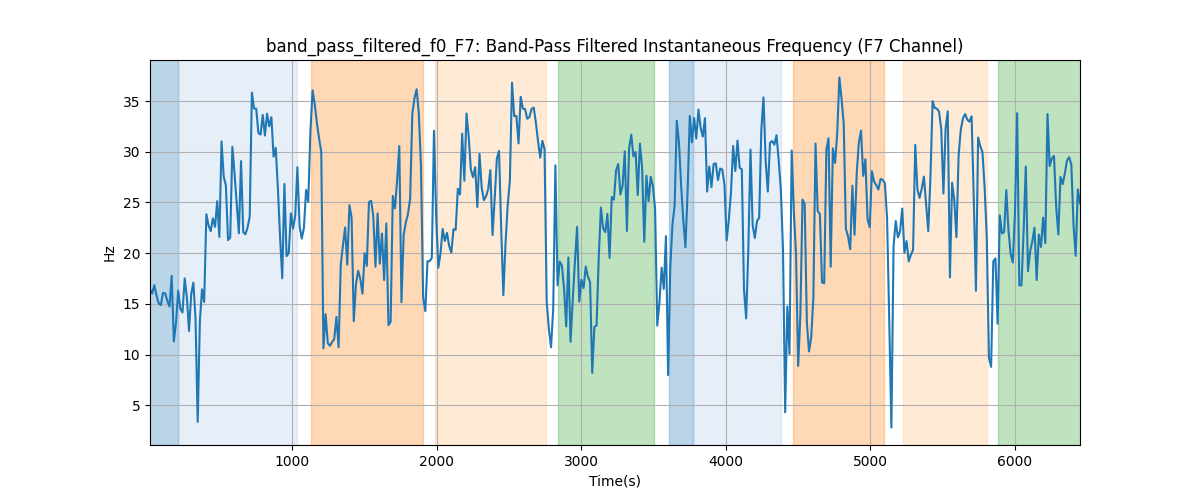 band_pass_filtered_f0_F7: Band-Pass Filtered Instantaneous Frequency (F7 Channel)
35
30
25
20
15
10
5
Hz
1000 2000 3000 4000 5000 6000
Time(s)